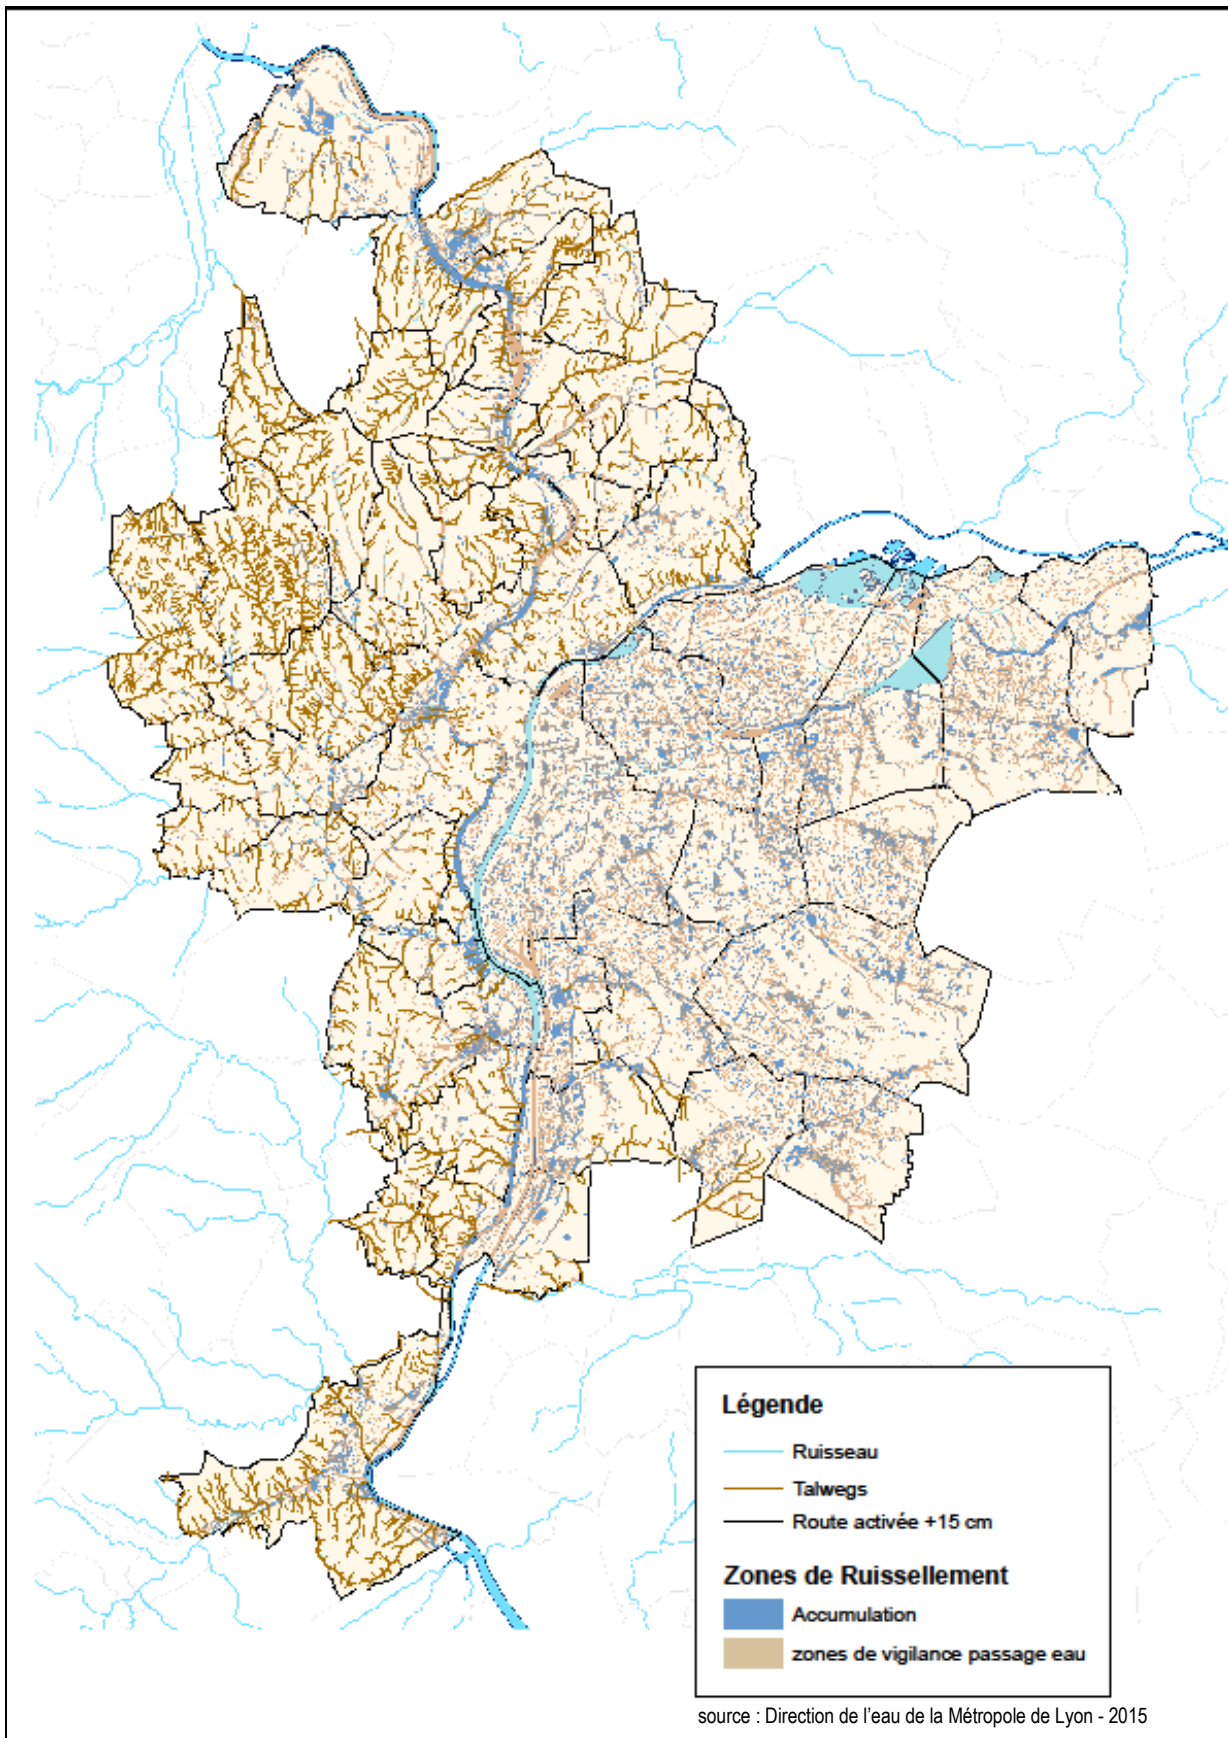 Légende
Ruisseau
Talwegs
Route activée +15 cm
Zones de Ruissellement
Accumulation
zones de vigilance passage eau
source : Direction de l'eau de la Métropole de Lyon - 2015